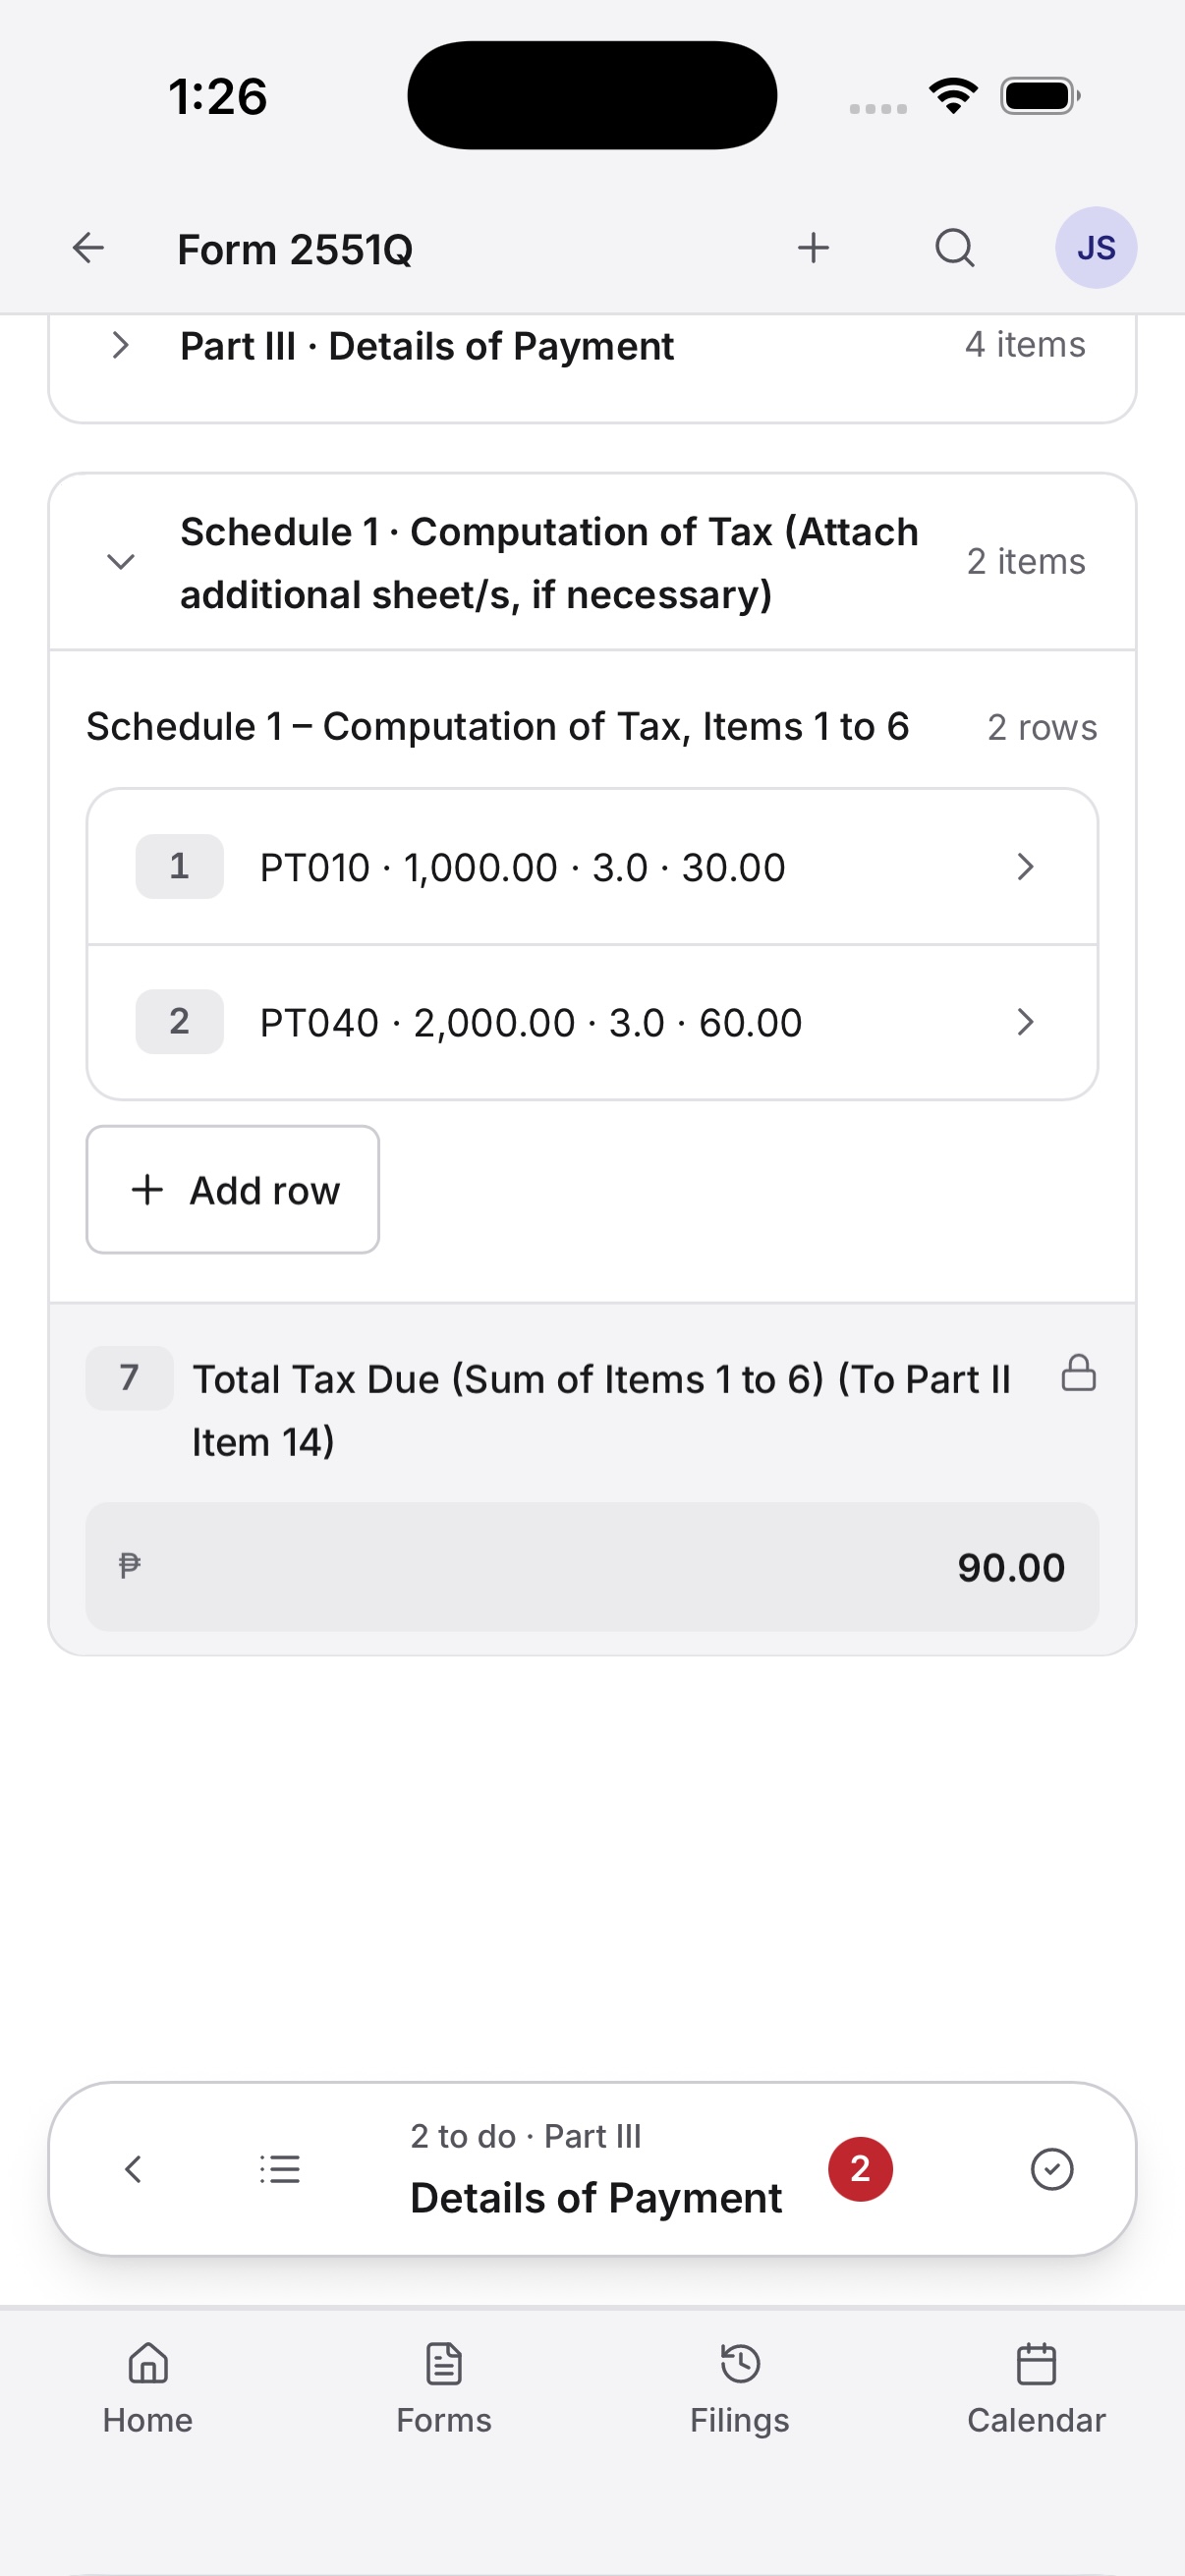 1:26
Form 2551Q
JS
Part III · Details of Payment
4 items
Schedule 1 · Computation of Tax (Attach
additional sheet/s, if necessary)
2 items
Schedule 1 – Computation of Tax, Items 1 to 6
2 rows
1
PT010 · 1,000.00 · 3.0 · 30.00
2
PT040 · 2,000.00 · 3.0 · 60.00
+ Add row
7
Total Tax Due (Sum of Items 1 to 6) (To Part II
Item 14)
₱
90.00
2 to do · Part III
Details of Payment
2
Home
Forms
Filings
Calendar